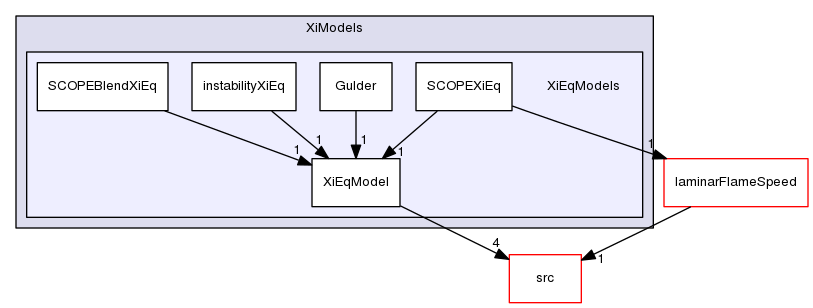 XiModels
SCOPEBlendXiEq
instabilityXiEq
Gulder
SCOPEXiEq
XiEqModels
1
1
1
1
1
XiEqModel
laminarFlameSpeed
4
1
src